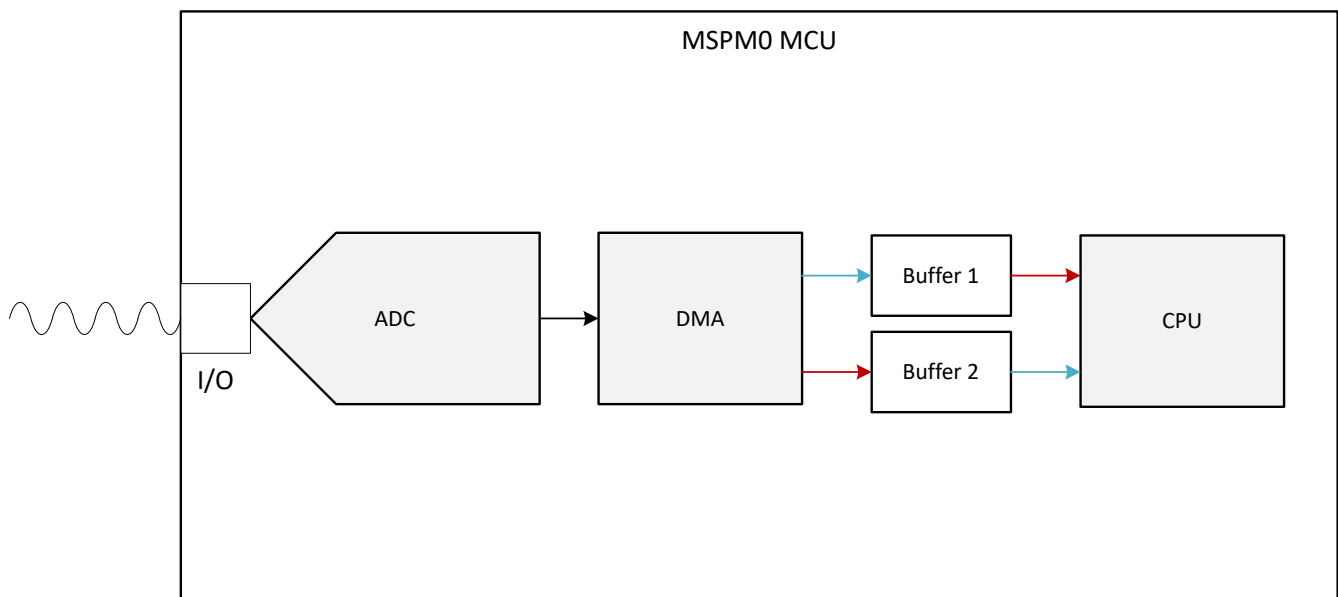 MSPM0 MCU
I/O
ADC
DMA
Buffer 1
Buffer 2
CPU